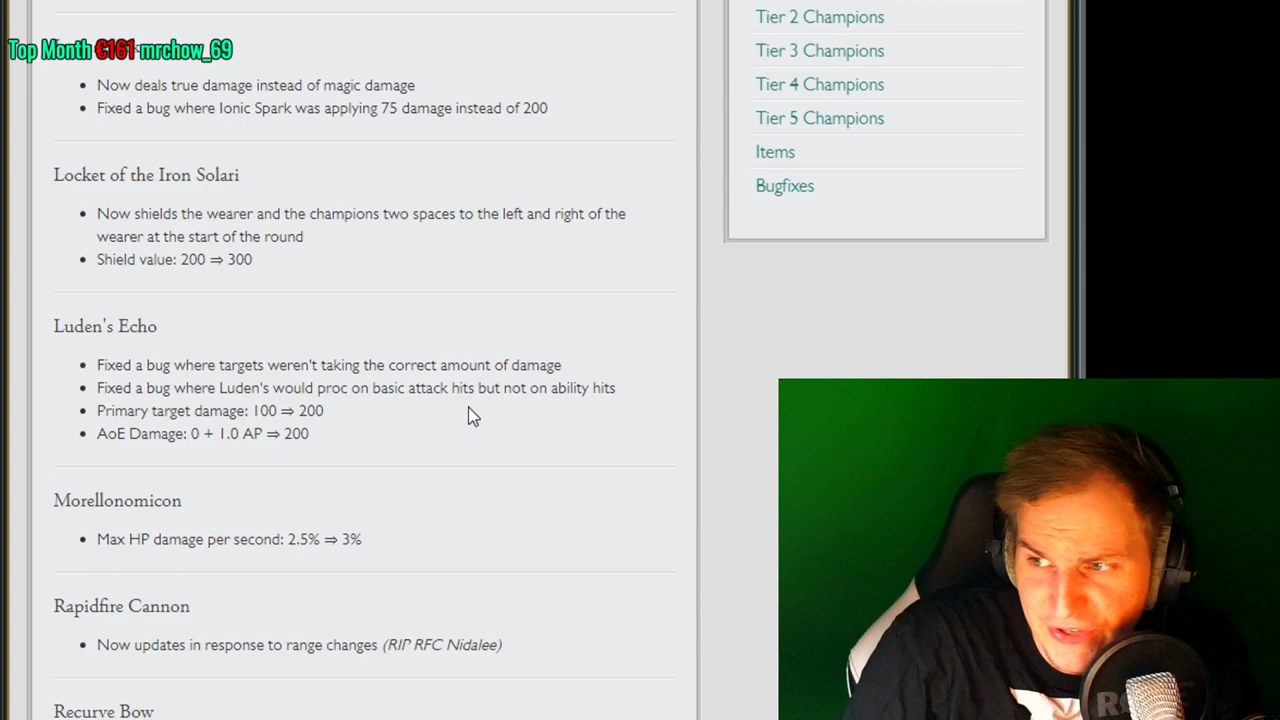 Top Month €161 mrchow_69
Now deals true damage instead of magic damage
Fixed a bug where Ionic Spark was applying 75 damage instead of 200
Locket of the Iron Solari
Now shields the wearer and the champions two spaces to the left and right of the
wearer at the start of the round
Shield value: 200 ⇒ 300
Luden's Echo
Fixed a bug where targets weren't taking the correct amount of damage
Fixed a bug where Luden's would proc on basic attack hits but not on ability hits
Primary target damage: 100 ⇒ 200
AoE Damage: 0 + 1.0 AP ⇒ 200
Morellonomicon
Max HP damage per second: 2.5% ⇒ 3%
Rapidfire Cannon
Now updates in response to range changes (RIP RFC Nidalee)
Recurve Bow
Tier 2 Champions
Tier 3 Champions
Tier 4 Champions
Tier 5 Champions
Items
Bugfixes